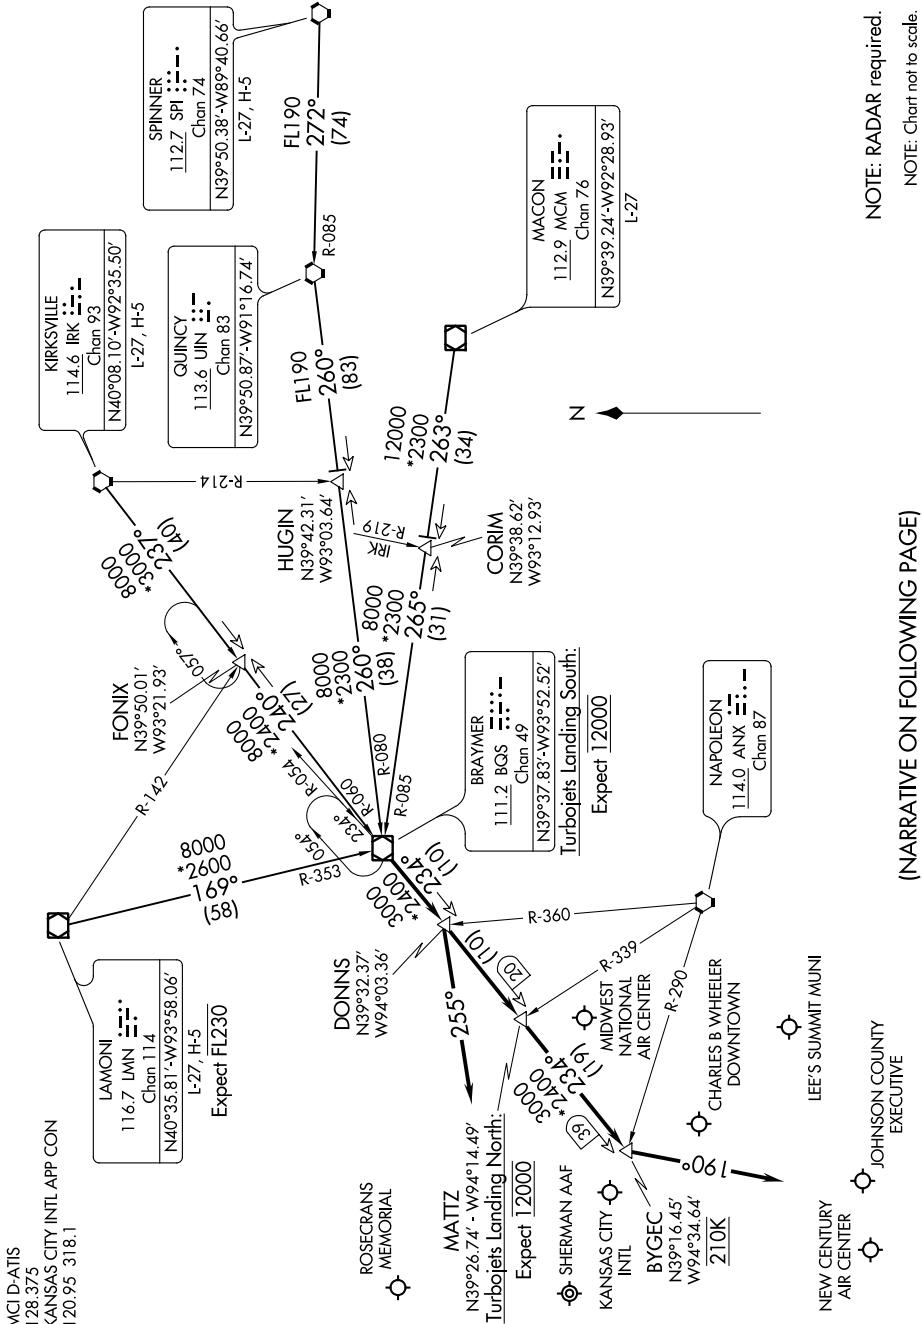 MCI D-ATIS
128.375
KANSAS CITY INTL APP CON
120.95 318.1
LAMONI
116.7 LMN
Chan 114
N40°35.81'-W93°58.06'
L-27, H-5
Expect FL230
KIRKSVILLE
114.6 IRK
Chan 93
N40°08.10'-W92°35.50'
L-27, H-5
SPINNER
112.7 SPI
Chan 74
N39°50.38'-W89°40.66'
L-27, H-5
QUINCY
113.6 UIN
Chan 83
N39°50.87'-W91°16.74'
FL190
272°
(74)
R-085
FL190
260°
(83)
MACON
112.9 MCM
Chan 76
N39°39.24'-W92°28.93'
L-27
12000
*2300
263°
(34)
R-214
HUGIN
N39°42.31'
W93°03.64'
IRK
R-219
CORIM
N39°38.62'
W93°12.93'
8000
*3000
237°
(40)
057°
FONIX
N39°50.01'
W93°21.93'
R-142
8000
*2400
240°
(27)
R-054
R-060
234°
054°
8000
*2300
260°
(38)
R-080
8000
*2300
265°
(31)
R-085
8000
*2600
169°
(58)
R-353
BRAYMER
111.2 BQS
Chan 49
N39°37.83'-W93°52.52'
Turbojets Landing South:
Expect 12000
3000
*2400
234°
(10)
DONNS
N39°32.37'
W94°03.36'
255°
(10)
20
R-360
R-339
R-290
NAPOLEON
114.0 ANX
Chan 87
MATTZ
N39°26.74' - W94°14.49'
Turbojets Landing North:
Expect 12000
3000
*2400
234°
(19)
39
BYGEC
N39°16.45'
W94°34.64'
210K
190°
ROSECRANS
MEMORIAL
SHERMAN AAF
KANSAS CITY
INTL
MIDWEST
NATIONAL
AIR CENTER
CHARLES B WHEELER
DOWNTOWN
LEE'S SUMMIT MUNI
JOHNSON COUNTY
EXECUTIVE
NEW CENTURY
AIR CENTER
N
(NARRATIVE ON FOLLOWING PAGE)
NOTE: RADAR required.
NOTE: Chart not to scale.